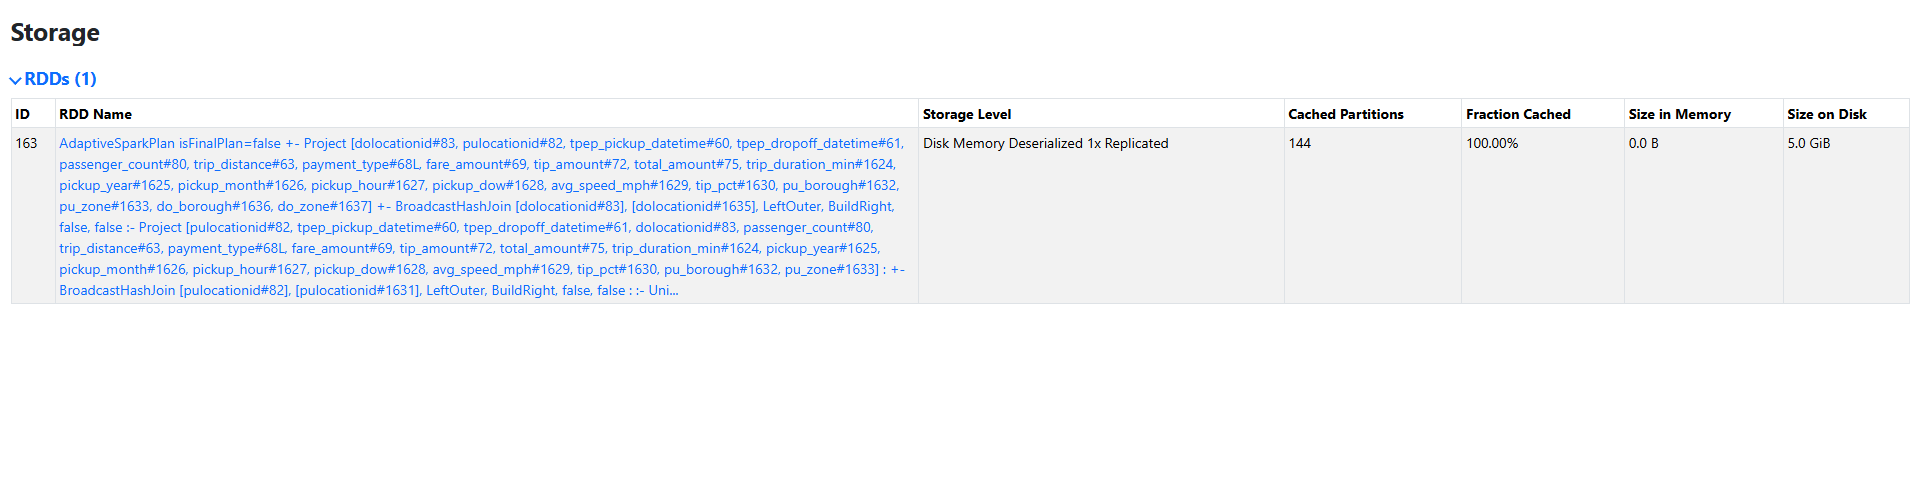 Storage
RDDs (1)
ID RDD Name Storage Level Cached Partitions Fraction Cached Size in Memory Size on Disk
163 AdaptiveSparkPlan isFinalPlan=false +- Project [dolocationid#83, pulocationid#82, tpep_pickup_datetime#60, tpep_dropoff_datetime#61, Disk Memory Deserialized 1x Replicated 144 100.00% 0.0 B 5.0 GiB
passenger_count#80, trip_distance#63, payment_type#68L, fare_amount#69, tip_amount#72, total_amount#75, trip_duration_min#1624,
pickup_year#1625, pickup_month#1626, pickup_hour#1627, pickup_dow#1628, avg_speed_mph#1629, tip_pct#1630, pu_borough#1632,
pu_zone#1633, do_borough#1636, do_zone#1637] +- BroadcastHashJoin [dolocationid#83], [dolocationid#1635], LeftOuter, BuildRight,
false, false :- Project [pulocationid#82, tpep_pickup_datetime#60, tpep_dropoff_datetime#61, dolocationid#83, passenger_count#80,
trip_distance#63, payment_type#68L, fare_amount#69, tip_amount#72, total_amount#75, trip_duration_min#1624, pickup_year#1625,
pickup_month#1626, pickup_hour#1627, pickup_dow#1628, avg_speed_mph#1629, tip_pct#1630, pu_borough#1632, pu_zone#1633] : +-
BroadcastHashJoin [pulocationid#82], [pulocationid#1631], LeftOuter, BuildRight, false, false : :- Uni...